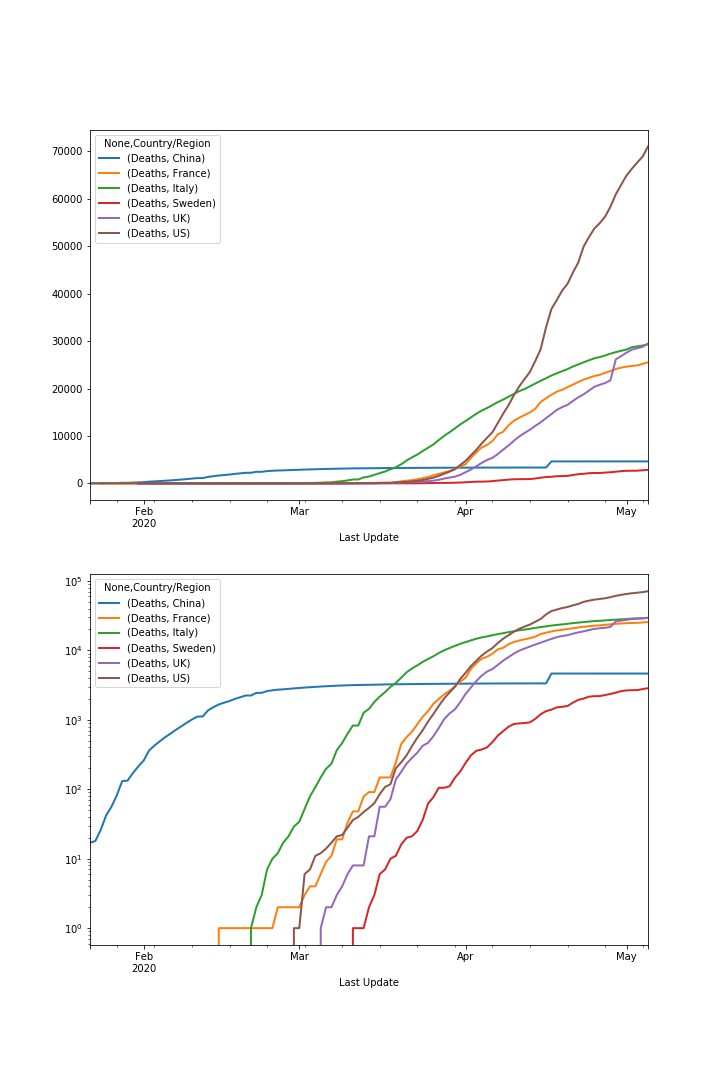 70000
60000
50000
40000
30000
20000
10000
0
None,Country/Region
(Deaths, China)
(Deaths, France)
(Deaths, Italy)
(Deaths, Sweden)
(Deaths, UK)
(Deaths, US)
Feb
2020
Mar
Apr
May
Last Update
10⁵
10⁴
10³
10²
10¹
10⁰
None,Country/Region
(Deaths, China)
(Deaths, France)
(Deaths, Italy)
(Deaths, Sweden)
(Deaths, UK)
(Deaths, US)
Feb
2020
Mar
Apr
May
Last Update